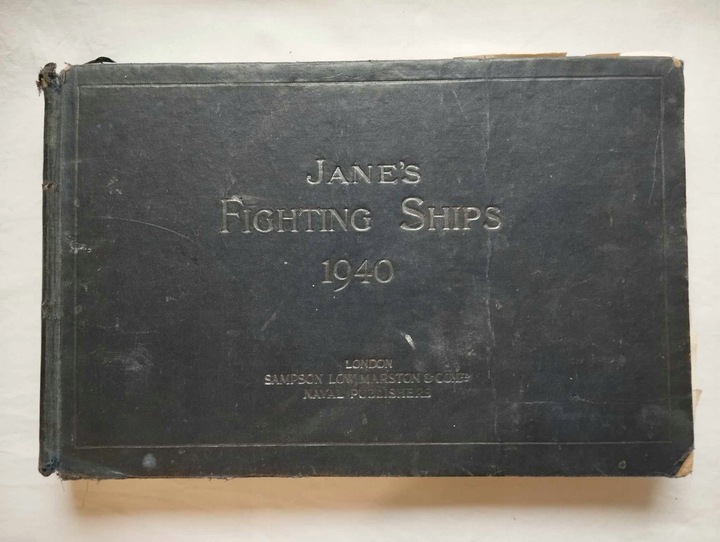 JANE'S
FIGHTING SHIPS
1940
LONDON
SAMPSON LOW, MARSTON & CO., LTD
NAVAL PUBLISHERS